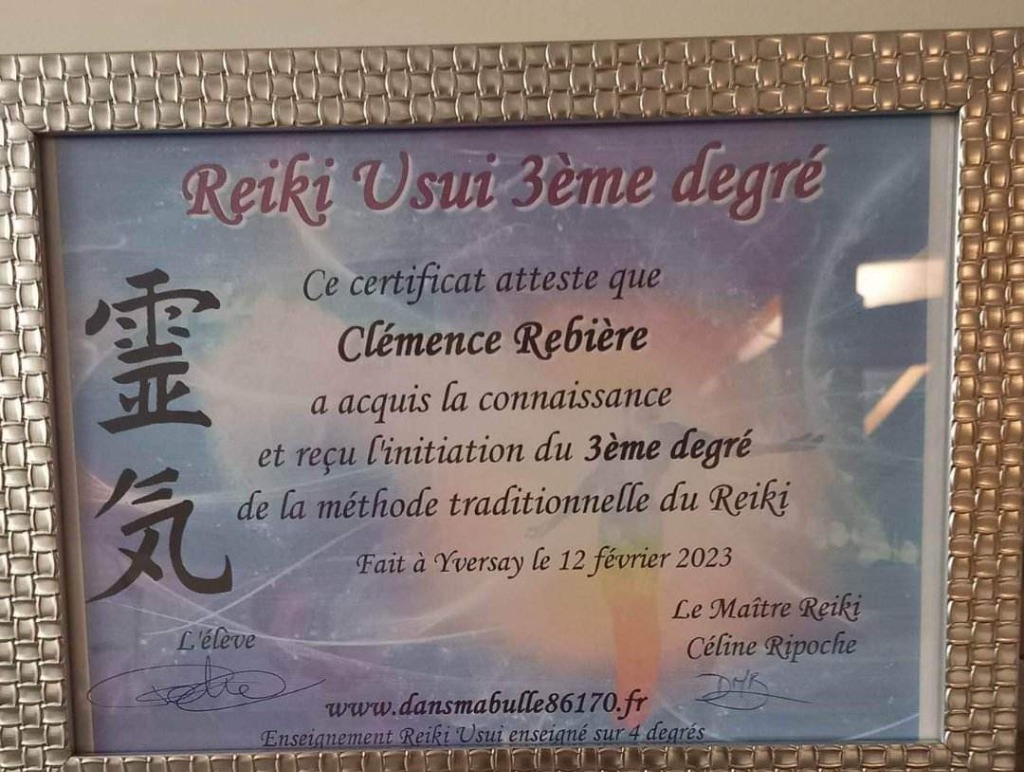 Reiki Usui 3ème degré
Ce certificat atteste que
Clémence Rebière
a acquis la connaissance
et reçu l'initiation du 3ème degré
de la méthode traditionnelle du Reiki
Fait à Yversay le 12 février 2023
霊
気
Le Maître Reiki
Céline Ripoche
L'élève
DMR
www.dansmabulle86170.fr
Enseignement Reiki Usui enseigné sur 4 degrés